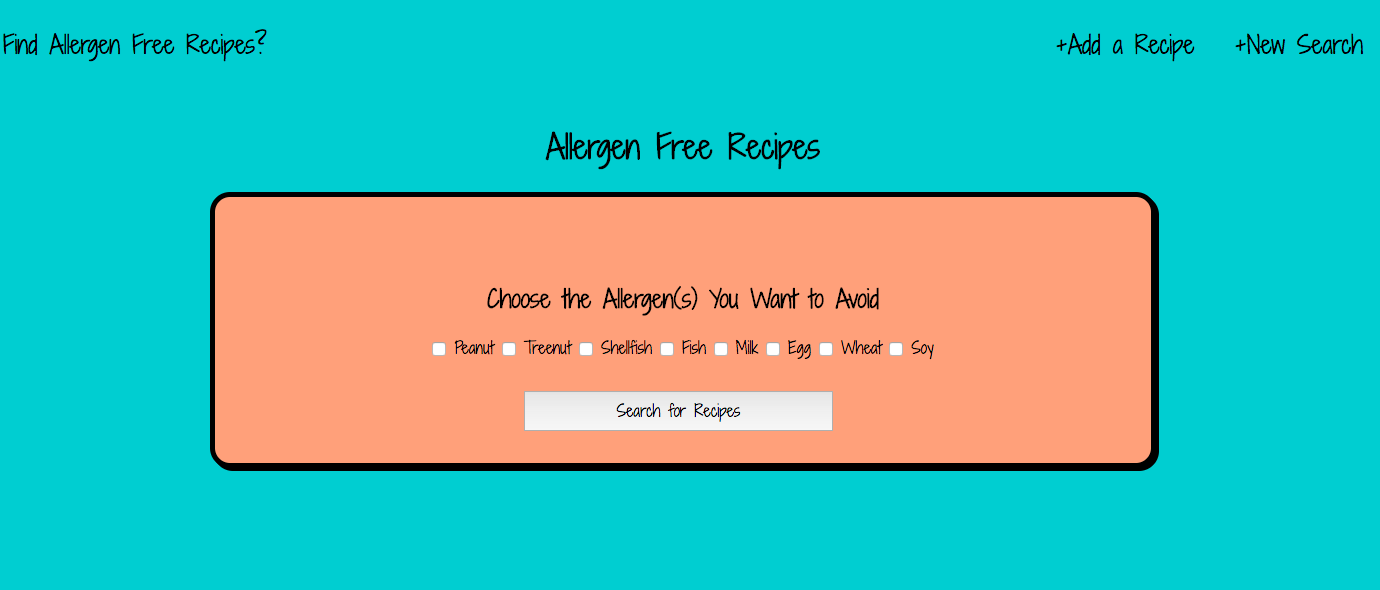 Find Allergen Free Recipes? +Add a Recipe +New Search
Allergen Free Recipes
Choose the Allergen(s) You Want to Avoid
Peanut Treenut Shellfish Fish Milk Egg Wheat Soy
Search for Recipes